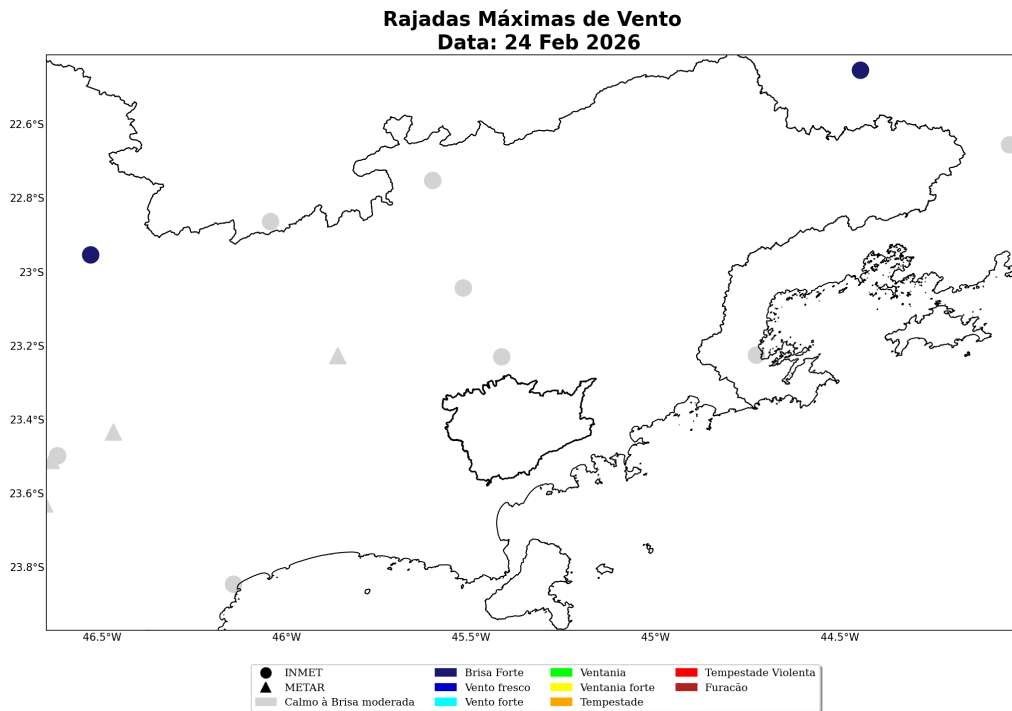 Rajadas Máximas de Vento
Data: 24 Feb 2026
22.6°S
22.8°S
23°S
23.2°S
23.4°S
23.6°S
23.8°S
46.5°W
46°W
45.5°W
45°W
44.5°W
INMET
METAR
Calmo à Brisa moderada
Brisa Forte
Vento fresco
Vento forte
Ventania
Ventania forte
Tempestade
Tempestade Violenta
Furacão